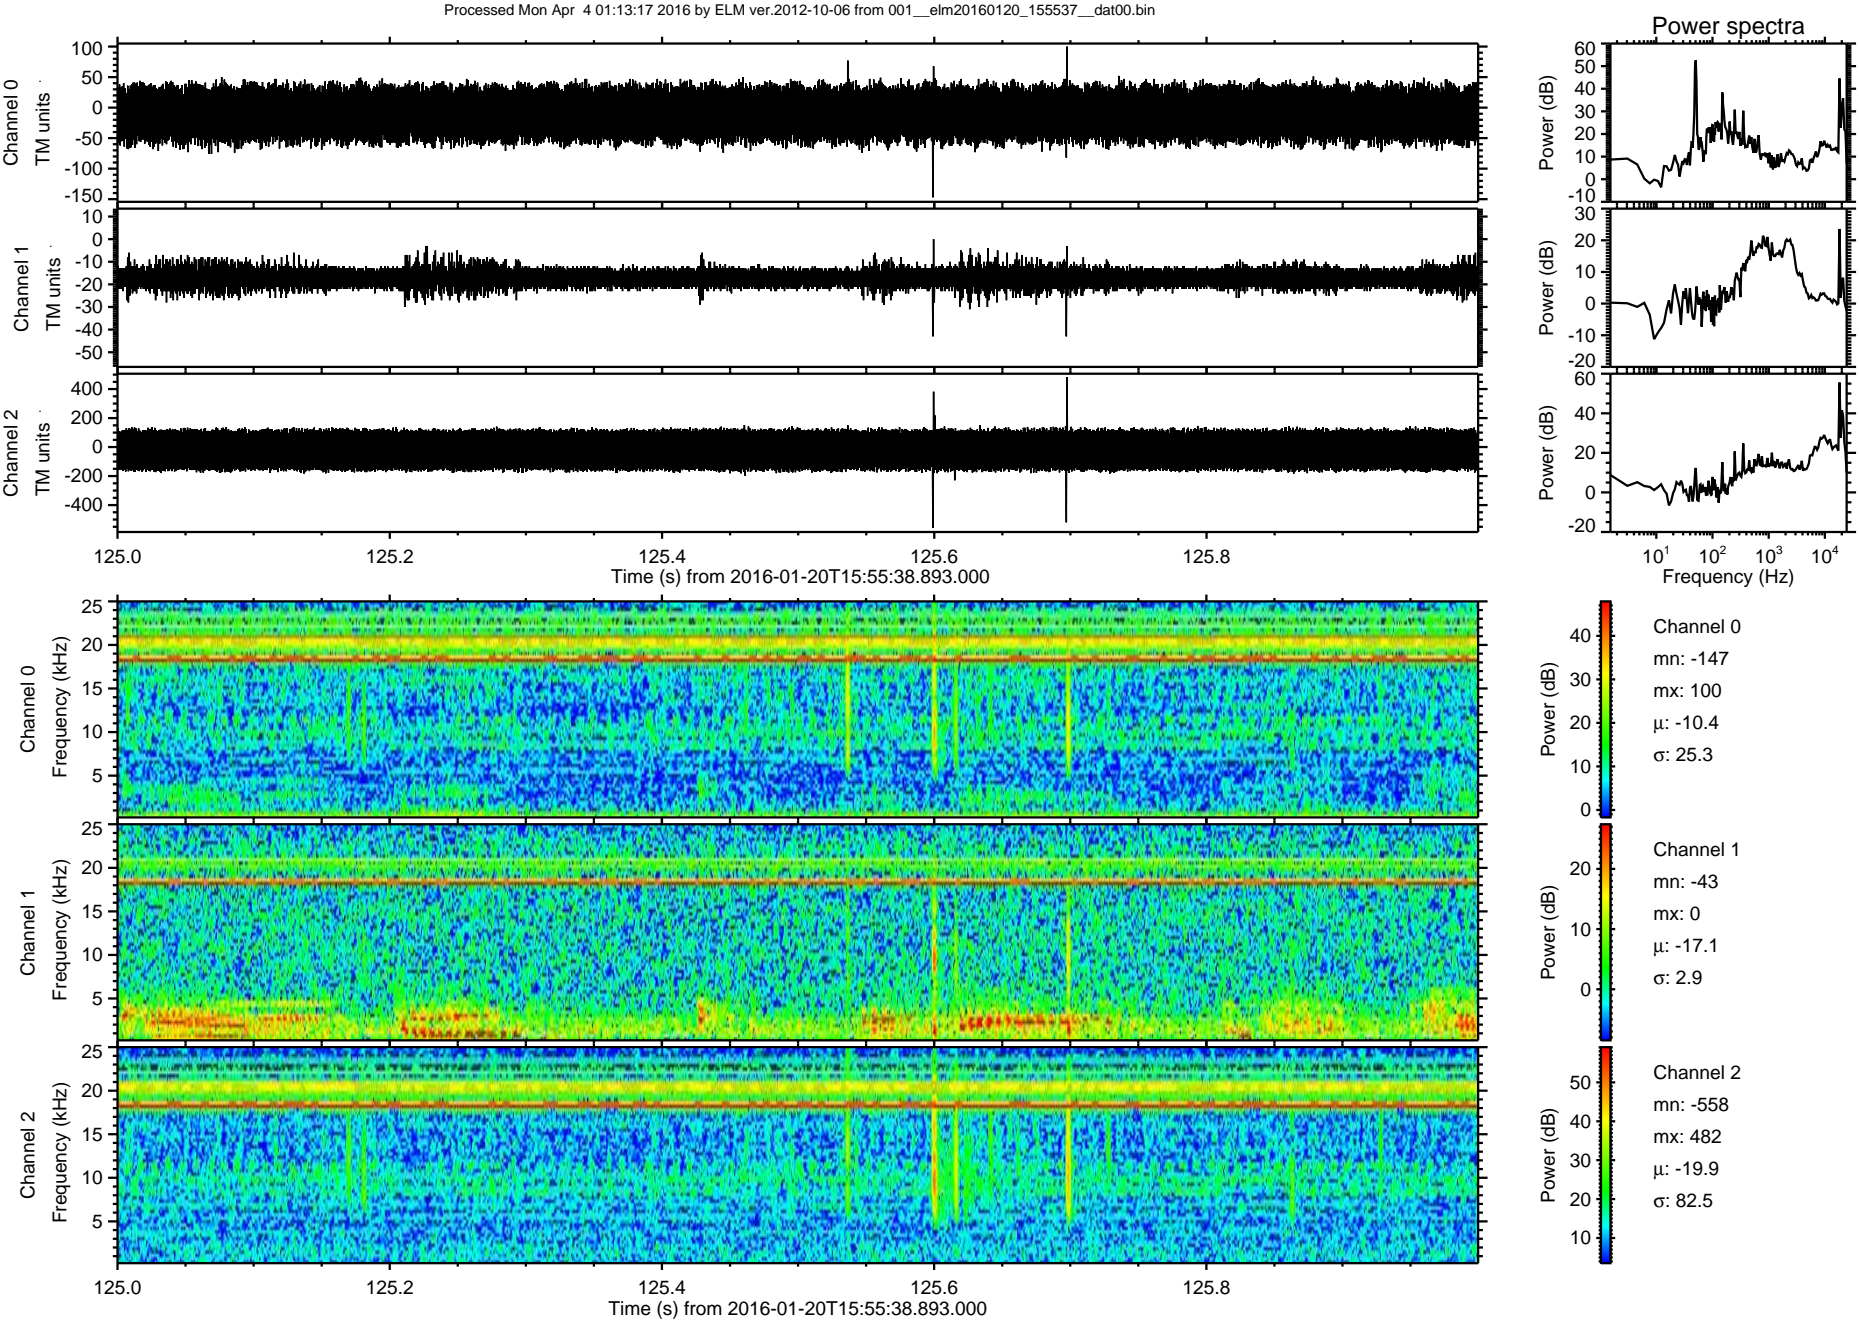 Processed Mon Apr  4 01:13:17 2016 by ELM ver.2012-10-06 from 001__elm20160120_155537__dat00.bin
Power spectra
Channel 0
TM units
100
50
0
-50
-100
-150
Power (dB)
60
50
40
30
20
10
0
-10
Channel 1
TM units
10
0
-10
-20
-30
-40
-50
Power (dB)
30
20
10
0
-10
-20
Channel 2
TM units
400
200
0
-200
-400
Power (dB)
60
40
20
0
-20
125.0 125.2 125.4 125.6 125.8
Time (s) from 2016-01-20T15:55:38.893.000
10^1 10^2 10^3 10^4
Frequency (Hz)
Channel 0
Frequency (kHz)
25
20
15
10
5
Power (dB)
40
30
20
10
0
Channel 0
mn: -147
mx: 100
μ: -10.4
σ: 25.3
Channel 1
Frequency (kHz)
25
20
15
10
5
Power (dB)
20
10
0
Channel 1
mn: -43
mx: 0
μ: -17.1
σ: 2.9
Channel 2
Frequency (kHz)
25
20
15
10
5
Power (dB)
50
40
30
20
10
Channel 2
mn: -558
mx: 482
μ: -19.9
σ: 82.5
125.0 125.2 125.4 125.6 125.8
Time (s) from 2016-01-20T15:55:38.893.000